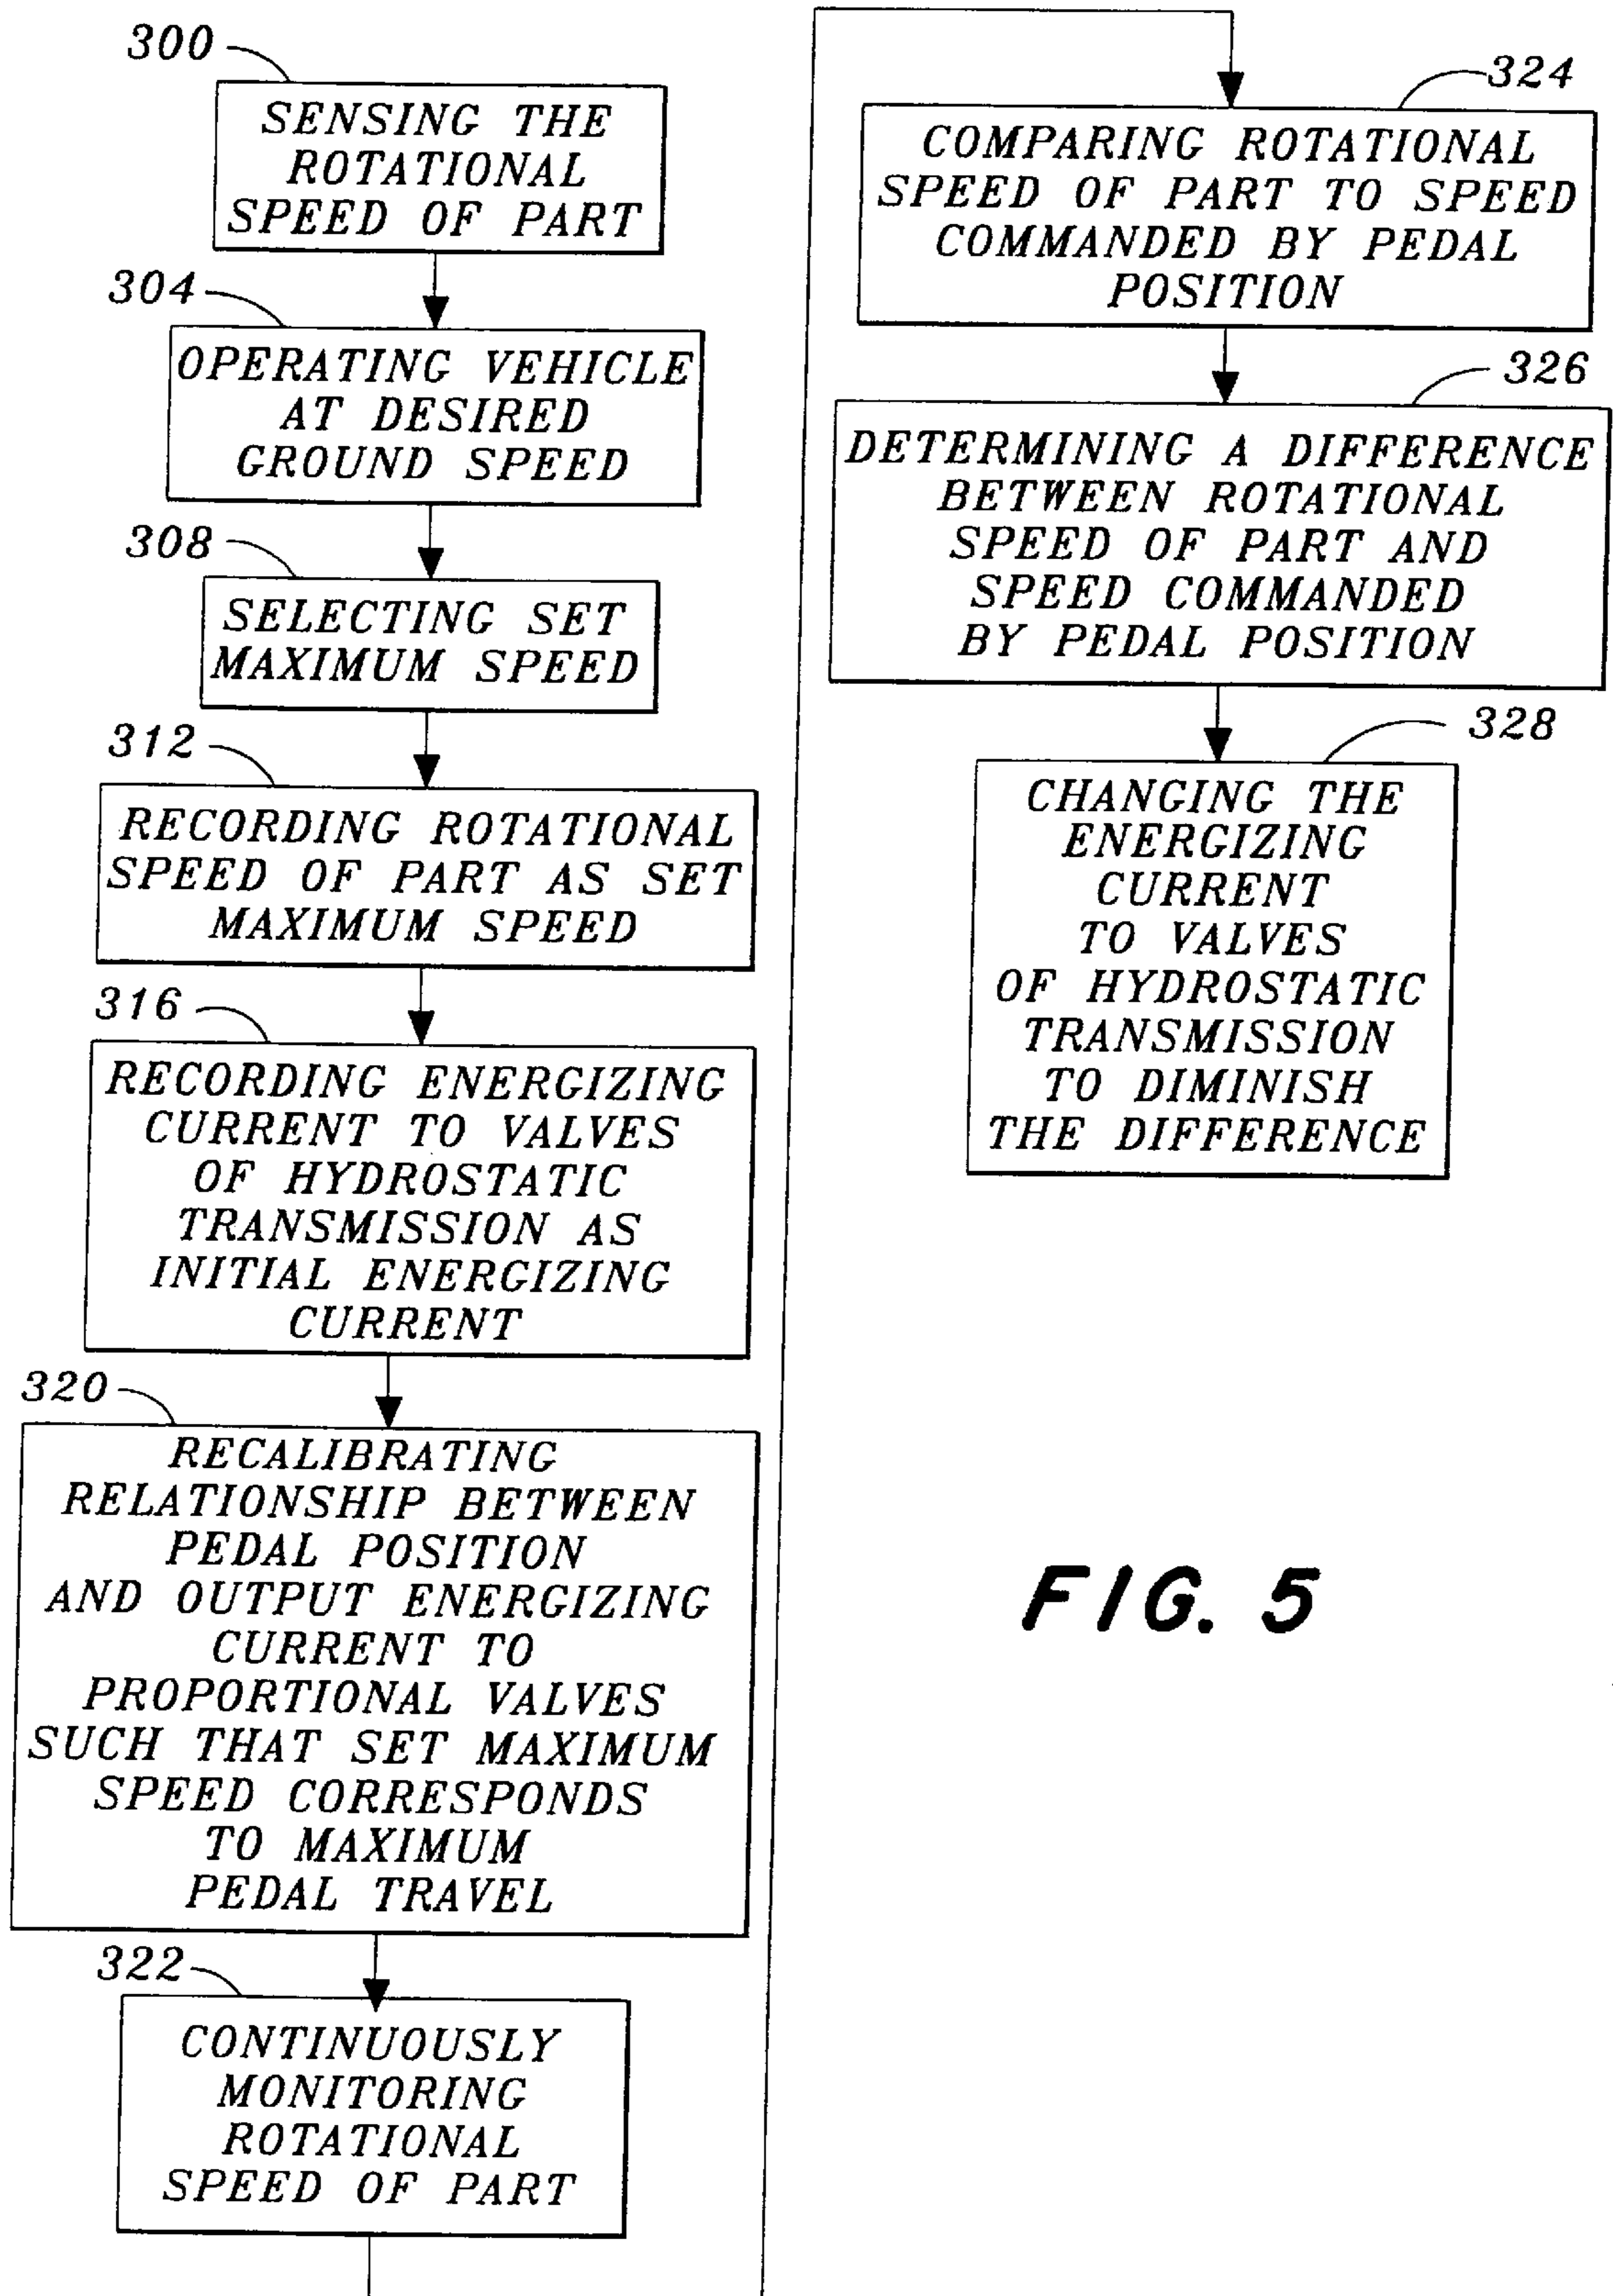 300
SENSING THE
ROTATIONAL
SPEED OF PART
304
OPERATING VEHICLE
AT DESIRED
GROUND SPEED
308
SELECTING SET
MAXIMUM SPEED
312
RECORDING ROTATIONAL
SPEED OF PART AS SET
MAXIMUM SPEED
316
RECORDING ENERGIZING
CURRENT TO VALVES
OF HYDROSTATIC
TRANSMISSION AS
INITIAL ENERGIZING
CURRENT
320
RECALIBRATING
RELATIONSHIP BETWEEN
PEDAL POSITION
AND OUTPUT ENERGIZING
CURRENT TO
PROPORTIONAL VALVES
SUCH THAT SET MAXIMUM
SPEED CORRESPONDS
TO MAXIMUM
PEDAL TRAVEL
322
CONTINUOUSLY
MONITORING
ROTATIONAL
SPEED OF PART
324
COMPARING ROTATIONAL
SPEED OF PART TO SPEED
COMMANDED BY PEDAL
POSITION
326
DETERMINING A DIFFERENCE
BETWEEN ROTATIONAL
SPEED OF PART AND
SPEED COMMANDED
BY PEDAL POSITION
328
CHANGING THE
ENERGIZING
CURRENT
TO VALVES
OF HYDROSTATIC
TRANSMISSION
TO DIMINISH
THE DIFFERENCE
FIG. 5